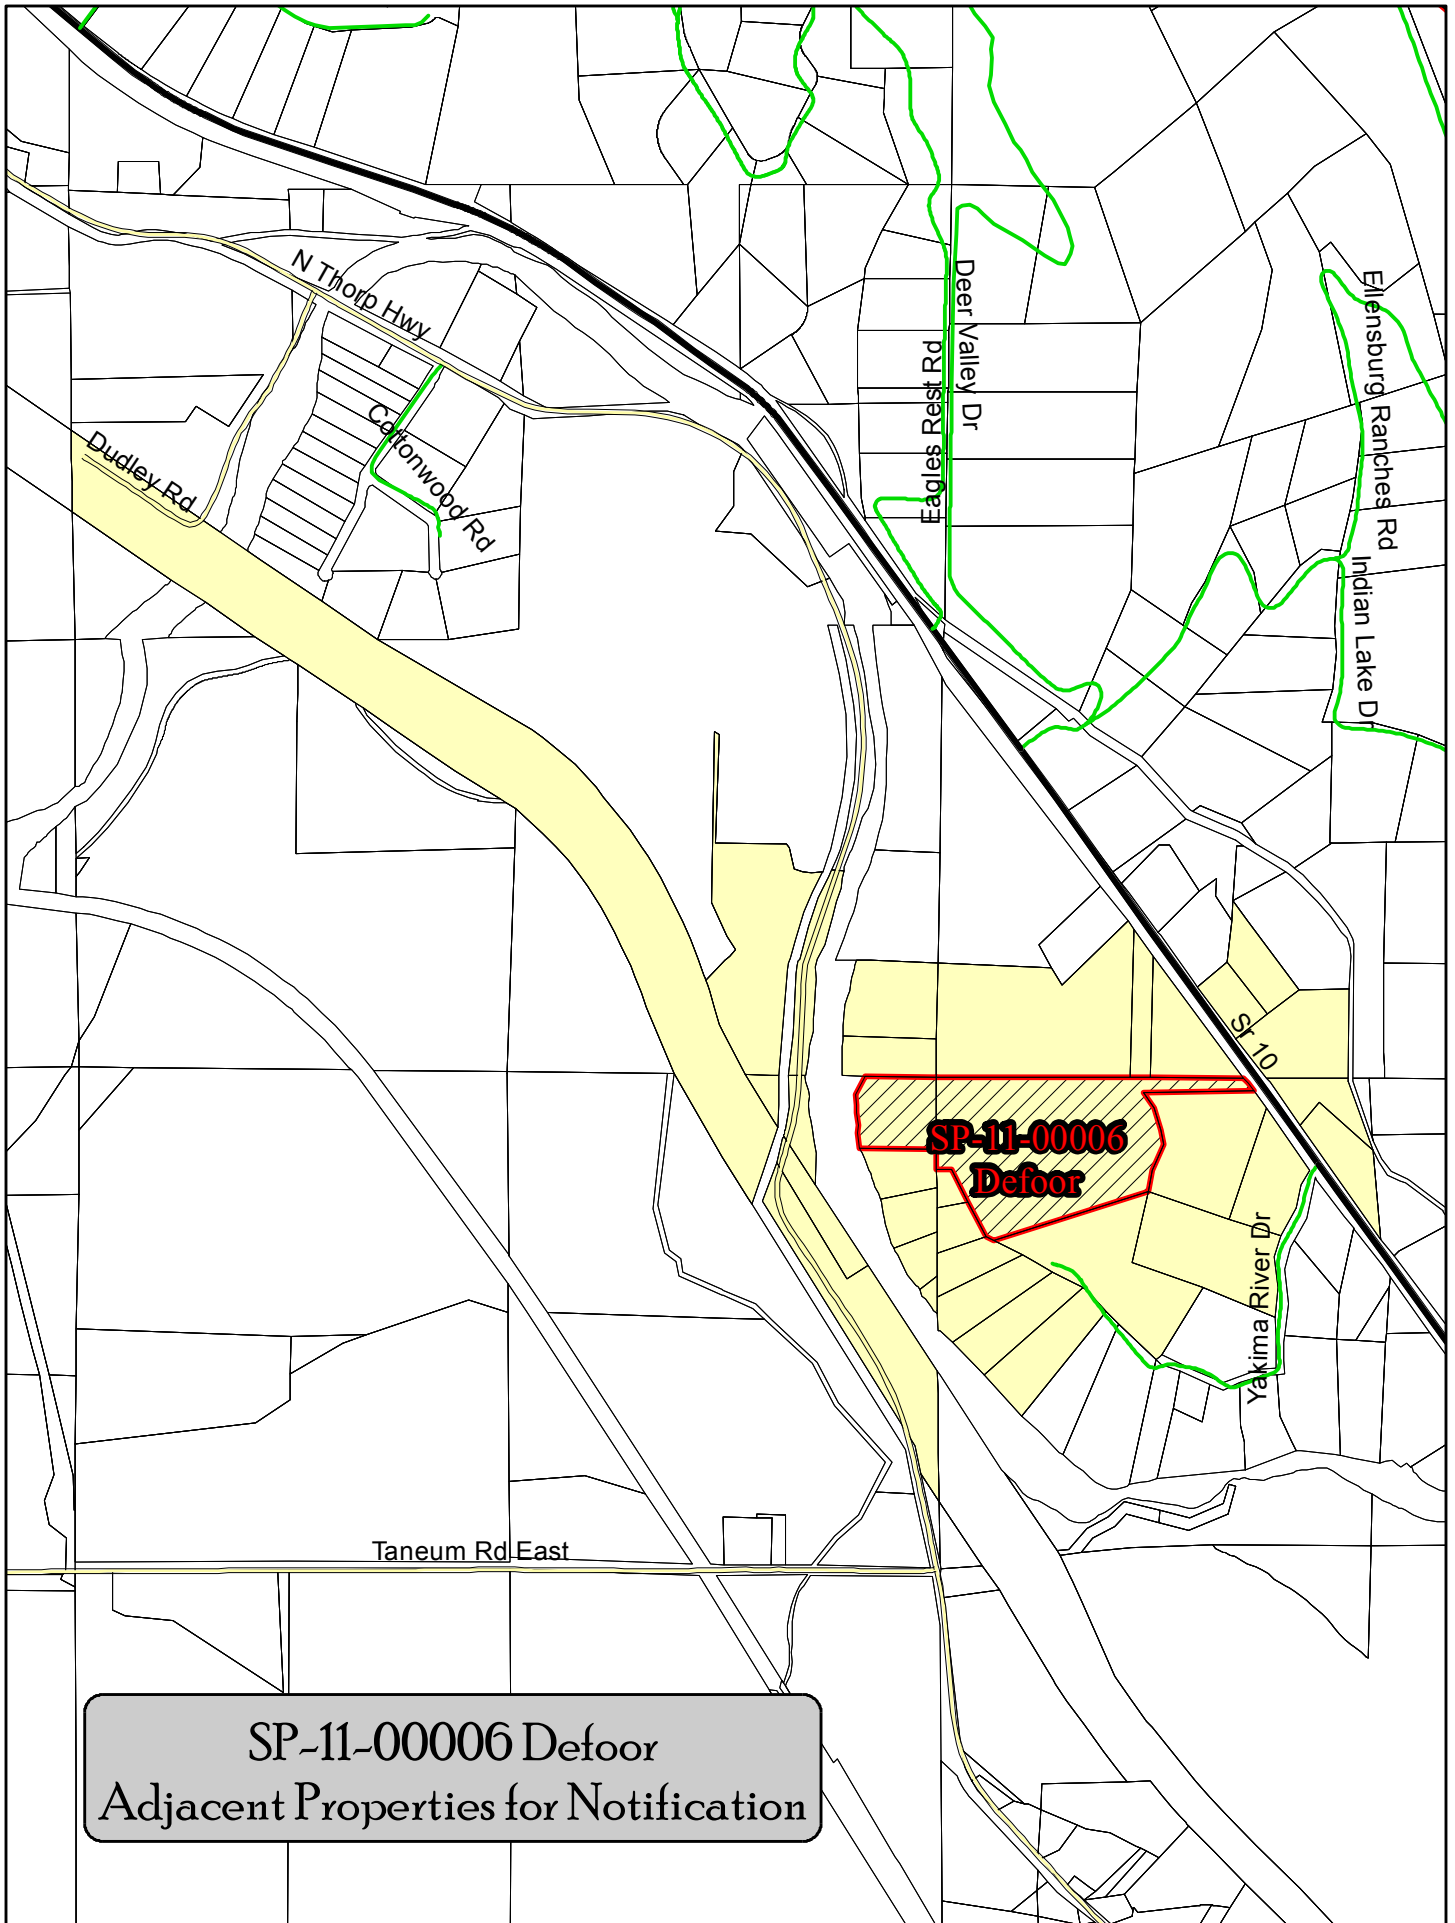 N Thorp Hwy
Deer Valley Dr
Ellensburg Ranches Rd
Eagles Rest Rd
Cottonwood Rd
Dudley Rd
Indian Lake Dr
Sr 10
SP-11-00006
Defoor
Yakima River Dr
Taneum Rd East
SP-11-00006 Defoor
Adjacent Properties for Notification